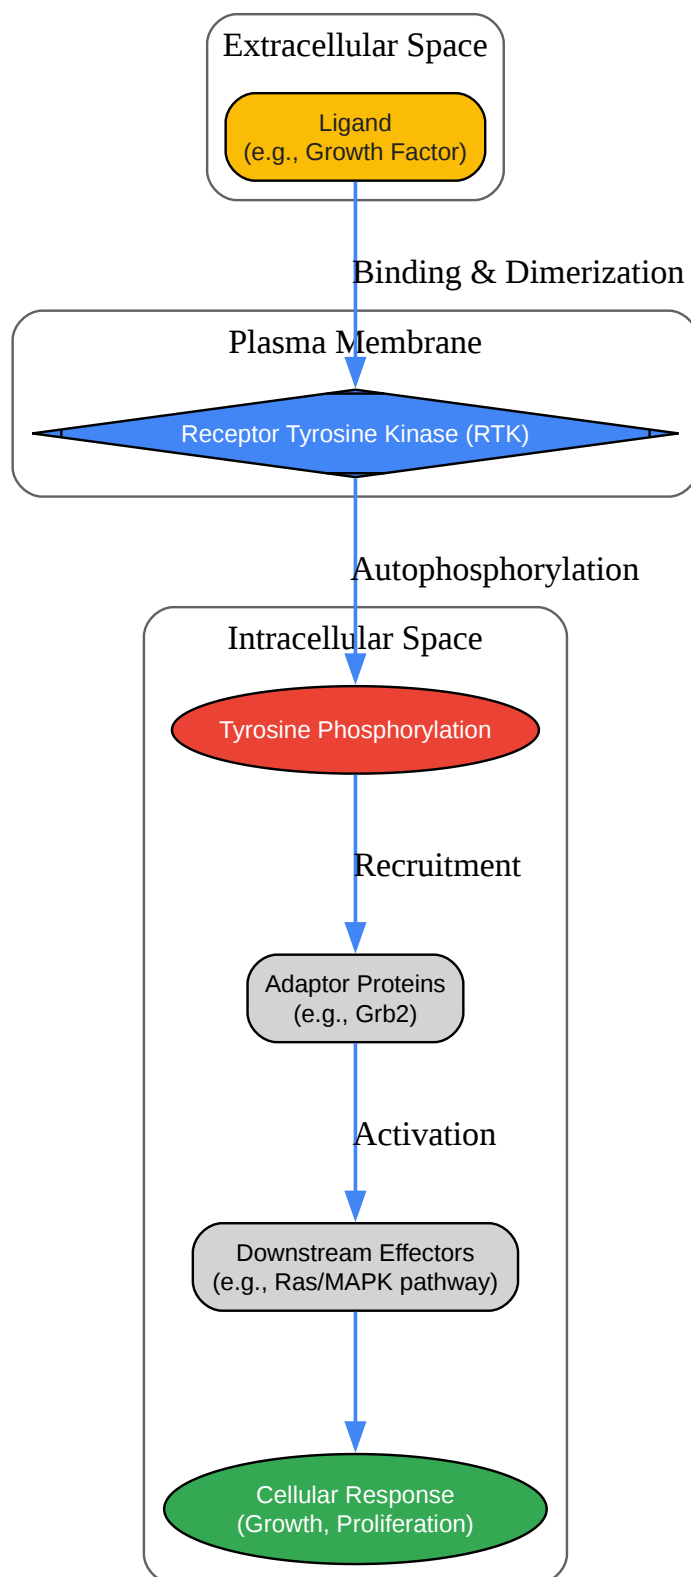 Extracellular Space
Ligand
(e.g., Growth Factor)
Binding & Dimerization
Plasma Membrane
Receptor Tyrosine Kinase (RTK)
Autophosphorylation
Intracellular Space
Tyrosine Phosphorylation
Recruitment
Adaptor Proteins
(e.g., Grb2)
Activation
Downstream Effectors
(e.g., Ras/MAPK pathway)
Cellular Response
(Growth, Proliferation)